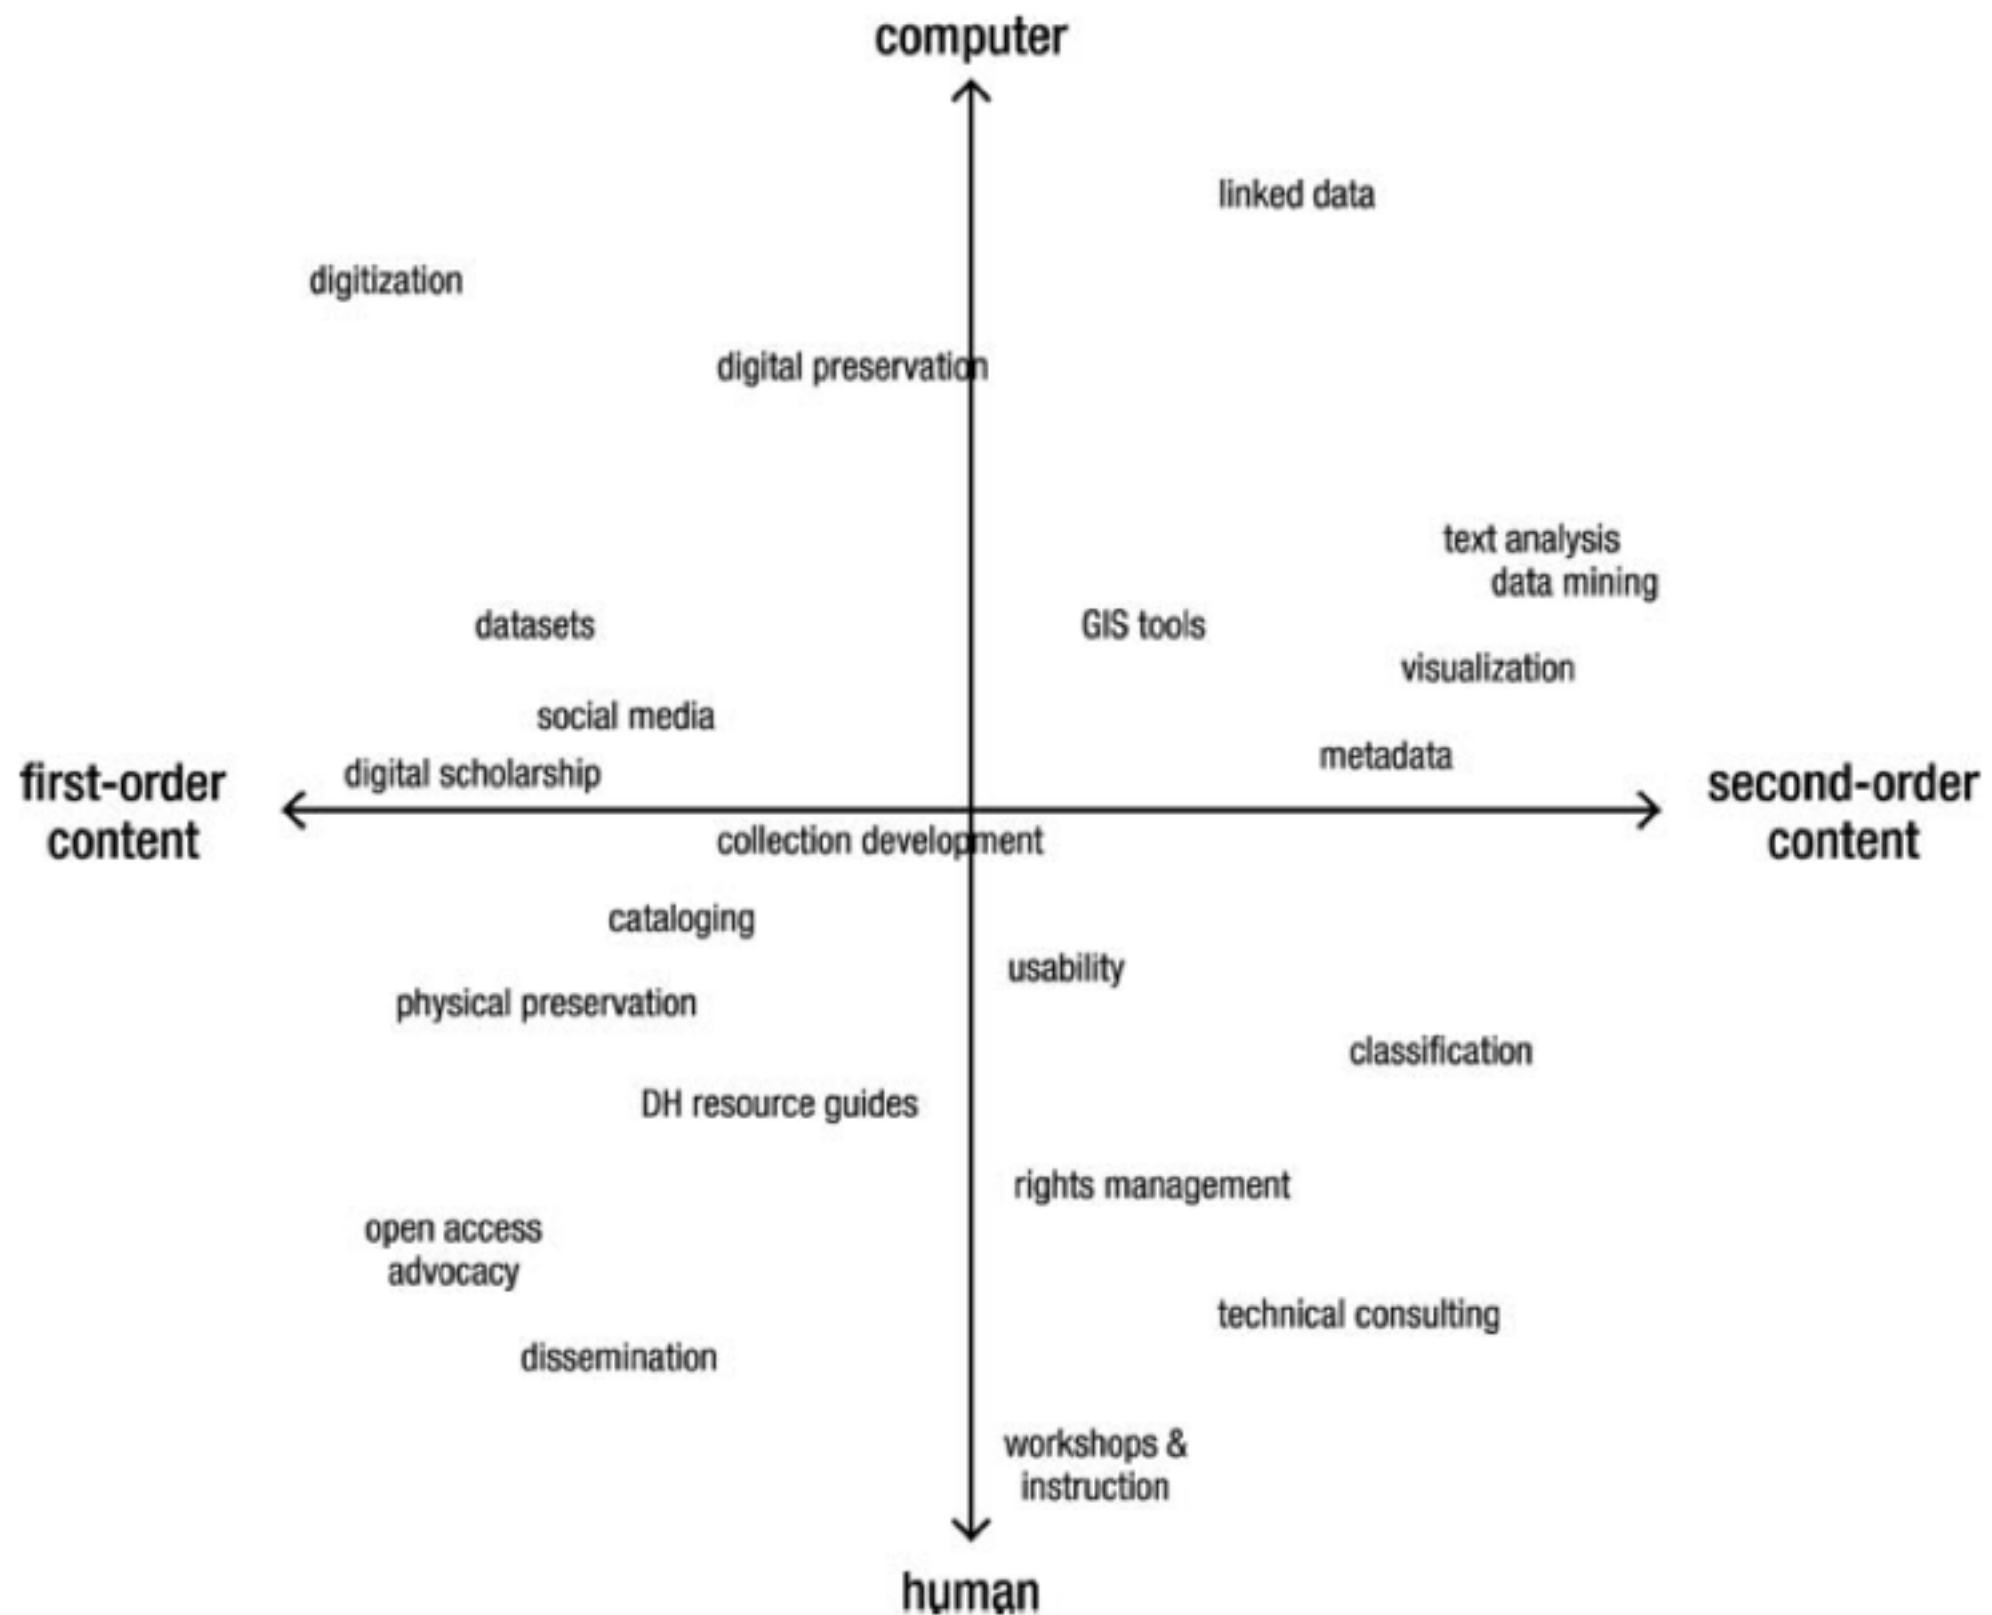 computer
linked data
digitization
digital preservation
text analysis
data mining
datasets
GIS tools
visualization
social media
metadata
digital scholarship
first-order
content
second-order
content
collection development
cataloging
usability
physical preservation
classification
DH resource guides
rights management
open access
advocacy
technical consulting
dissemination
workshops &
instruction
human